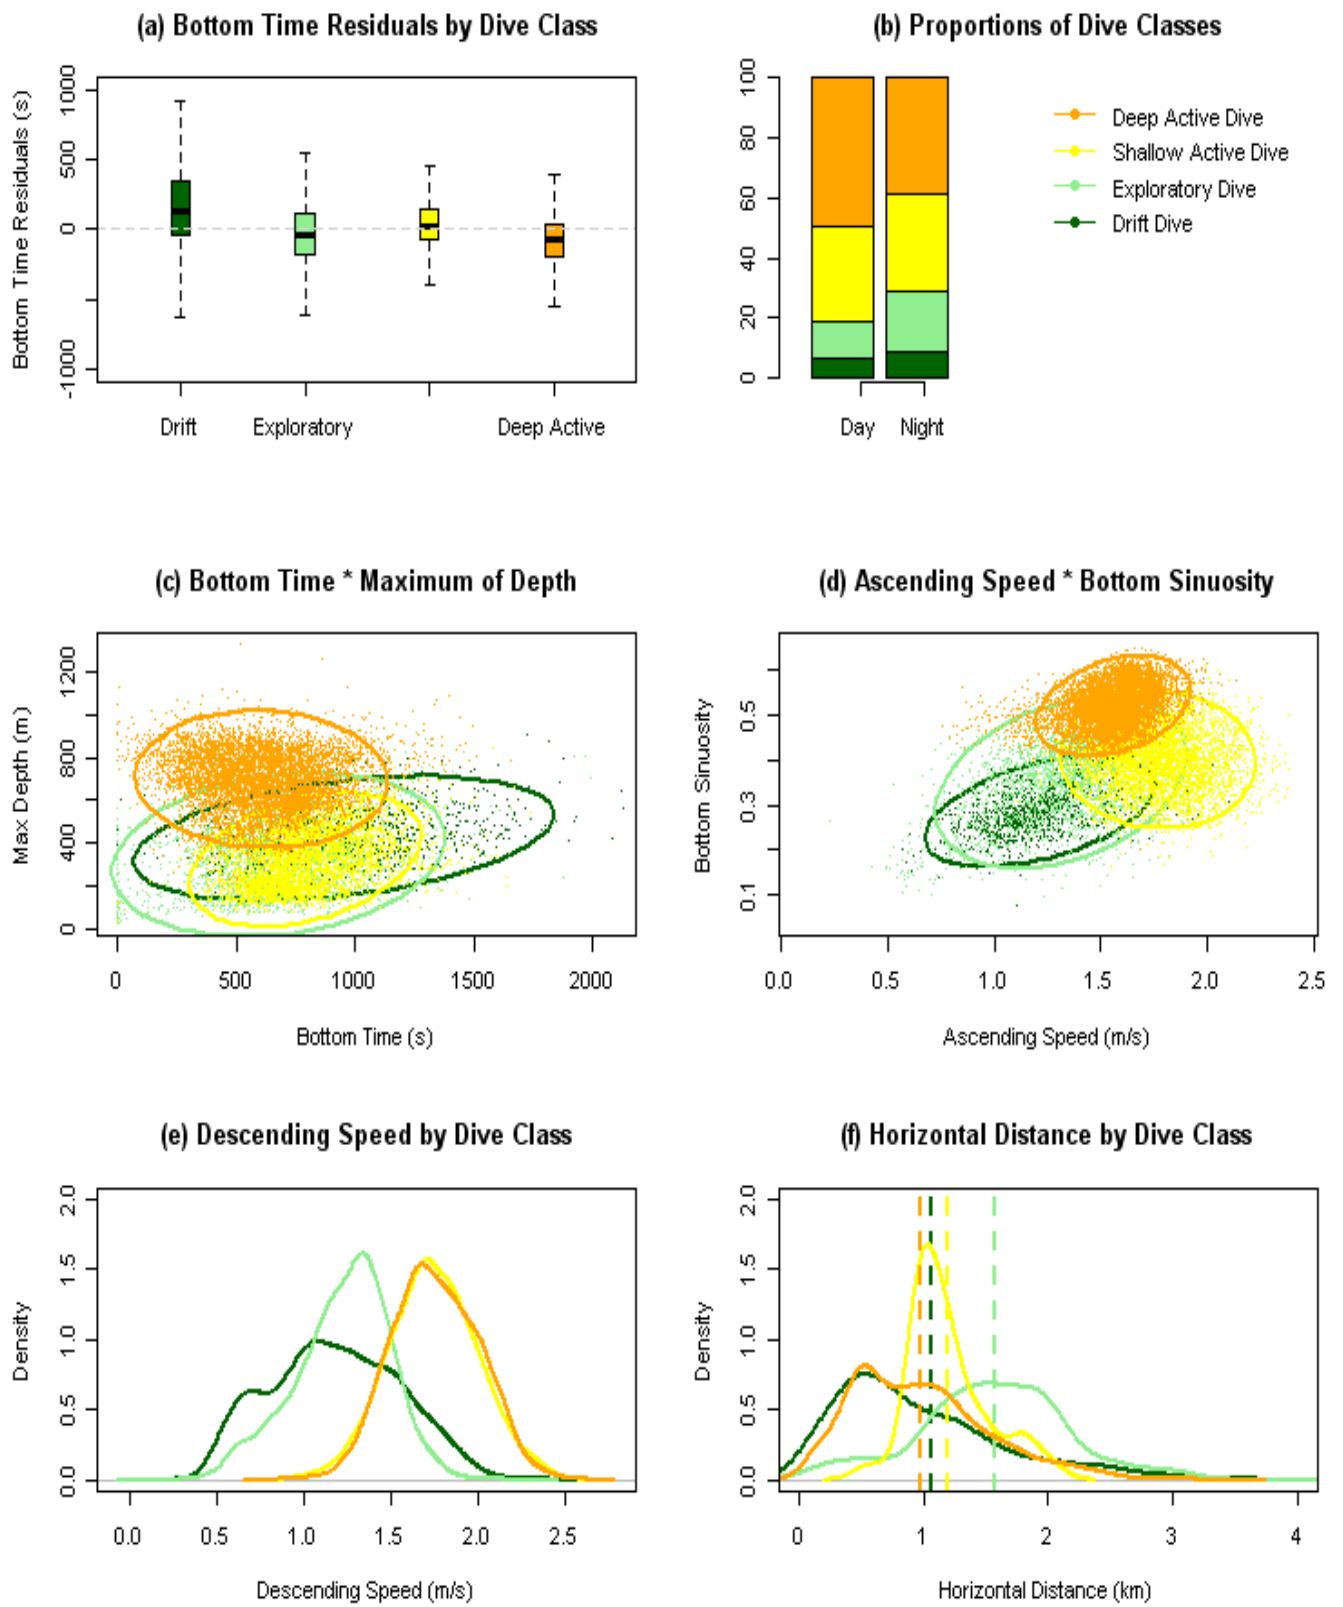 (a) Bottom Time Residuals by Dive Class
Bottom Time Residuals (s)
1000
500
0
-1000
Drift Exploratory Deep Active
(b) Proportions of Dive Classes
100
80
60
40
20
0
Day Night
Deep Active Dive
Shallow Active Dive
Exploratory Dive
Drift Dive
(c) Bottom Time * Maximum of Depth
Max Depth (m)
1200
800
400
0
0 500 1000 1500 2000
Bottom Time (s)
(d) Ascending Speed * Bottom Sinuosity
Bottom Sinuosity
0.5
0.3
0.1
0.0 0.5 1.0 1.5 2.0 2.5
Ascending Speed (m/s)
(e) Descending Speed by Dive Class
Density
2.0
1.5
1.0
0.5
0.0
0.0 0.5 1.0 1.5 2.0 2.5
Descending Speed (m/s)
(f) Horizontal Distance by Dive Class
Density
2.0
1.5
1.0
0.5
0.0
0 1 2 3 4
Horizontal Distance (km)